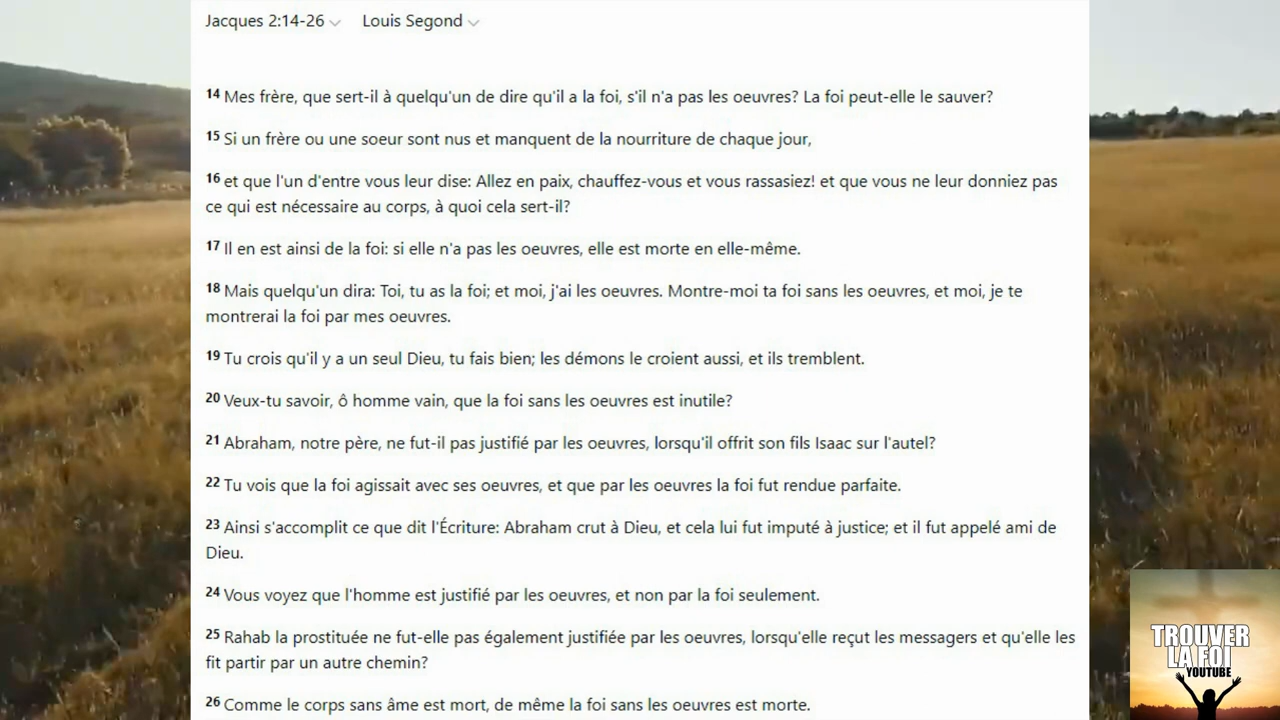 Jacques 2:14-26 Louis Segond
14 Mes frère, que sert-il à quelqu'un de dire qu'il a la foi, s'il n'a pas les oeuvres? La foi peut-elle le sauver?
15 Si un frère ou une soeur sont nus et manquent de la nourriture de chaque jour,
16 et que l'un d'entre vous leur dise: Allez en paix, chauffez-vous et vous rassasiez! et que vous ne leur donniez pas
ce qui est nécessaire au corps, à quoi cela sert-il?
17 Il en est ainsi de la foi: si elle n'a pas les oeuvres, elle est morte en elle-même.
18 Mais quelqu'un dira: Toi, tu as la foi; et moi, j'ai les oeuvres. Montre-moi ta foi sans les oeuvres, et moi, je te
montrerai la foi par mes oeuvres.
19 Tu crois qu'il y a un seul Dieu, tu fais bien; les démons le croient aussi, et ils tremblent.
20 Veux-tu savoir, ô homme vain, que la foi sans les oeuvres est inutile?
21 Abraham, notre père, ne fut-il pas justifié par les oeuvres, lorsqu'il offrit son fils Isaac sur l'autel?
22 Tu vois que la foi agissait avec ses oeuvres, et que par les oeuvres la foi fut rendue parfaite.
23 Ainsi s'accomplit ce que dit l'Écriture: Abraham crut à Dieu, et cela lui fut imputé à justice; et il fut appelé ami de
Dieu.
24 Vous voyez que l'homme est justifié par les oeuvres, et non par la foi seulement.
25 Rahab la prostituée ne fut-elle pas également justifiée par les oeuvres, lorsqu'elle reçut les messagers et qu'elle les
fit partir par un autre chemin?
26 Comme le corps sans âme est mort, de même la foi sans les oeuvres est morte.
TROUVER
LA FOI
YOUTUBE